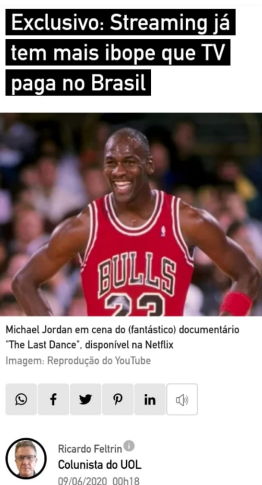 Exclusivo: Streaming já
tem mais ibope que TV
paga no Brasil
BULLS
23
Michael Jordan em cena do (fantástico) documentário
"The Last Dance", disponível na Netflix
Imagem: Reprodução do YouTube
Ricardo Feltrin
Colunista do UOL
09/06/2020 00h18